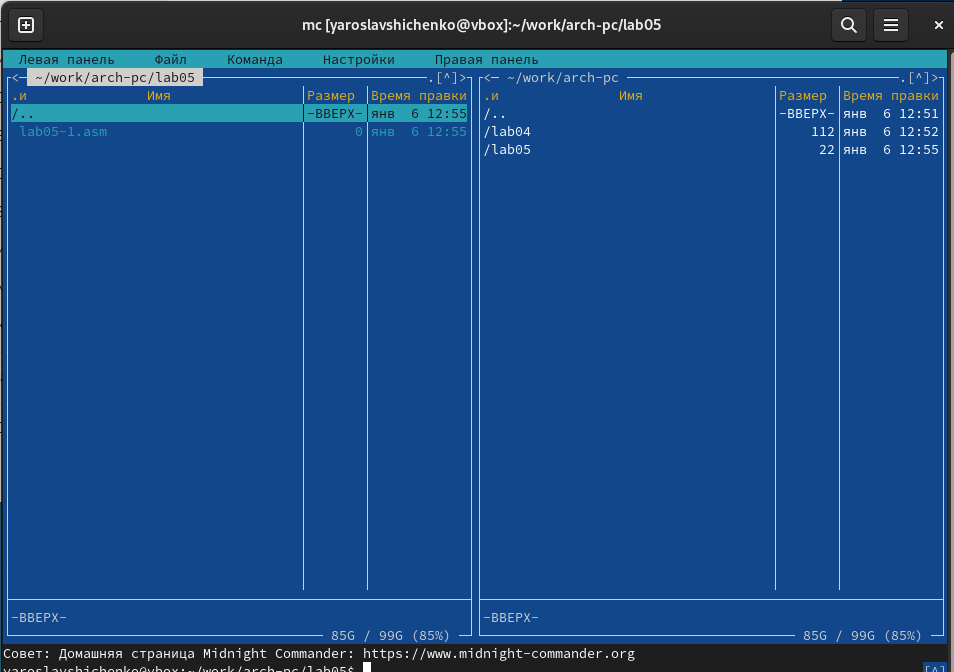 mc [yaroslavshichenko@vbox]:~/work/arch-pc/lab05
Левая панель Файл Команда Настройки Правая панель
<— ~/work/arch-pc/lab05 .[^]> <— ~/work/arch-pc .[^]>
.и Имя Размер Время правки .и Имя Размер Время правки
/.. -ВВЕРХ- янв 6 12:55 /.. -ВВЕРХ- янв 6 12:51
lab05-1.asm 0 янв 6 12:55 /lab04 112 янв 6 12:52
/lab05 22 янв 6 12:55
-ВВЕРХ- -ВВЕРХ-
85G / 99G (85%) 85G / 99G (85%)
Совет: Домашняя страница Midnight Commander: https://www.midnight-commander.org
yaroslavshichenko@vbox:~/work/arch-pc/lab05$ [^]